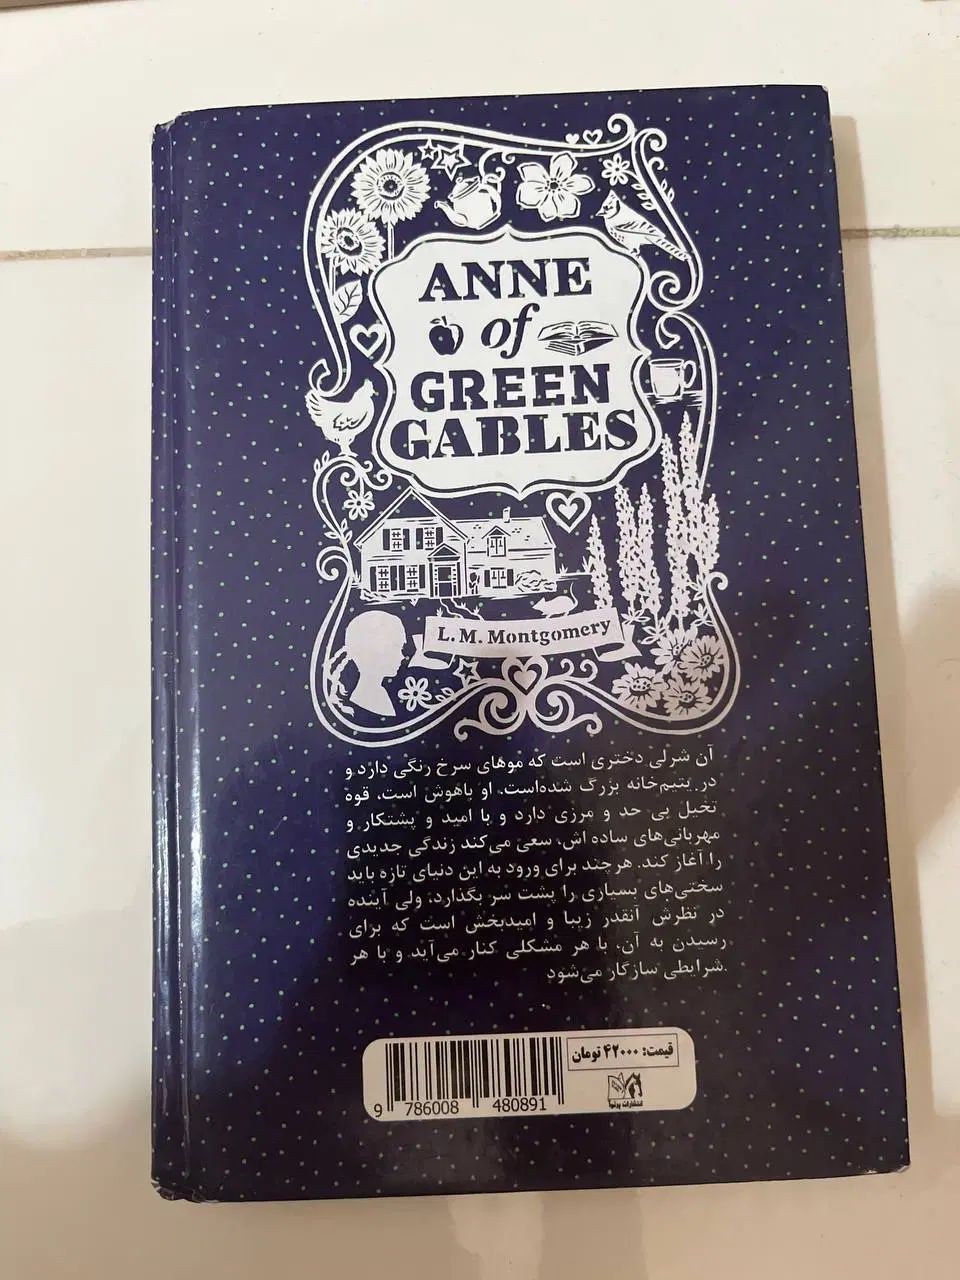 ANNE
of
GREEN
GABLES
L. M. Montgomery
آن شرلی دختری است که موهای سرخ رنگی دارد و
در یتیم‌خانه بزرگ شده‌است. او باهوش است، قوه
تخیل بی حد و مرزی دارد و با امید و پشتکار و
مهربانی‌های ساده اش، سعی می‌کند زندگی جدیدی
را آغاز کند. هرچند برای ورود به این دنیای تازه باید
سختی‌های بسیاری را پشت سر بگذارد، ولی آینده
در نظرش آنقدر زیبا و امیدبخش است که برای
رسیدن به آن، با هر مشکلی کنار می‌آید و با هر
شرایطی سازگار می‌شود.
قیمت: ۴۲۰۰۰ تومان
9 786008 480891
انتشارات پرثوآ